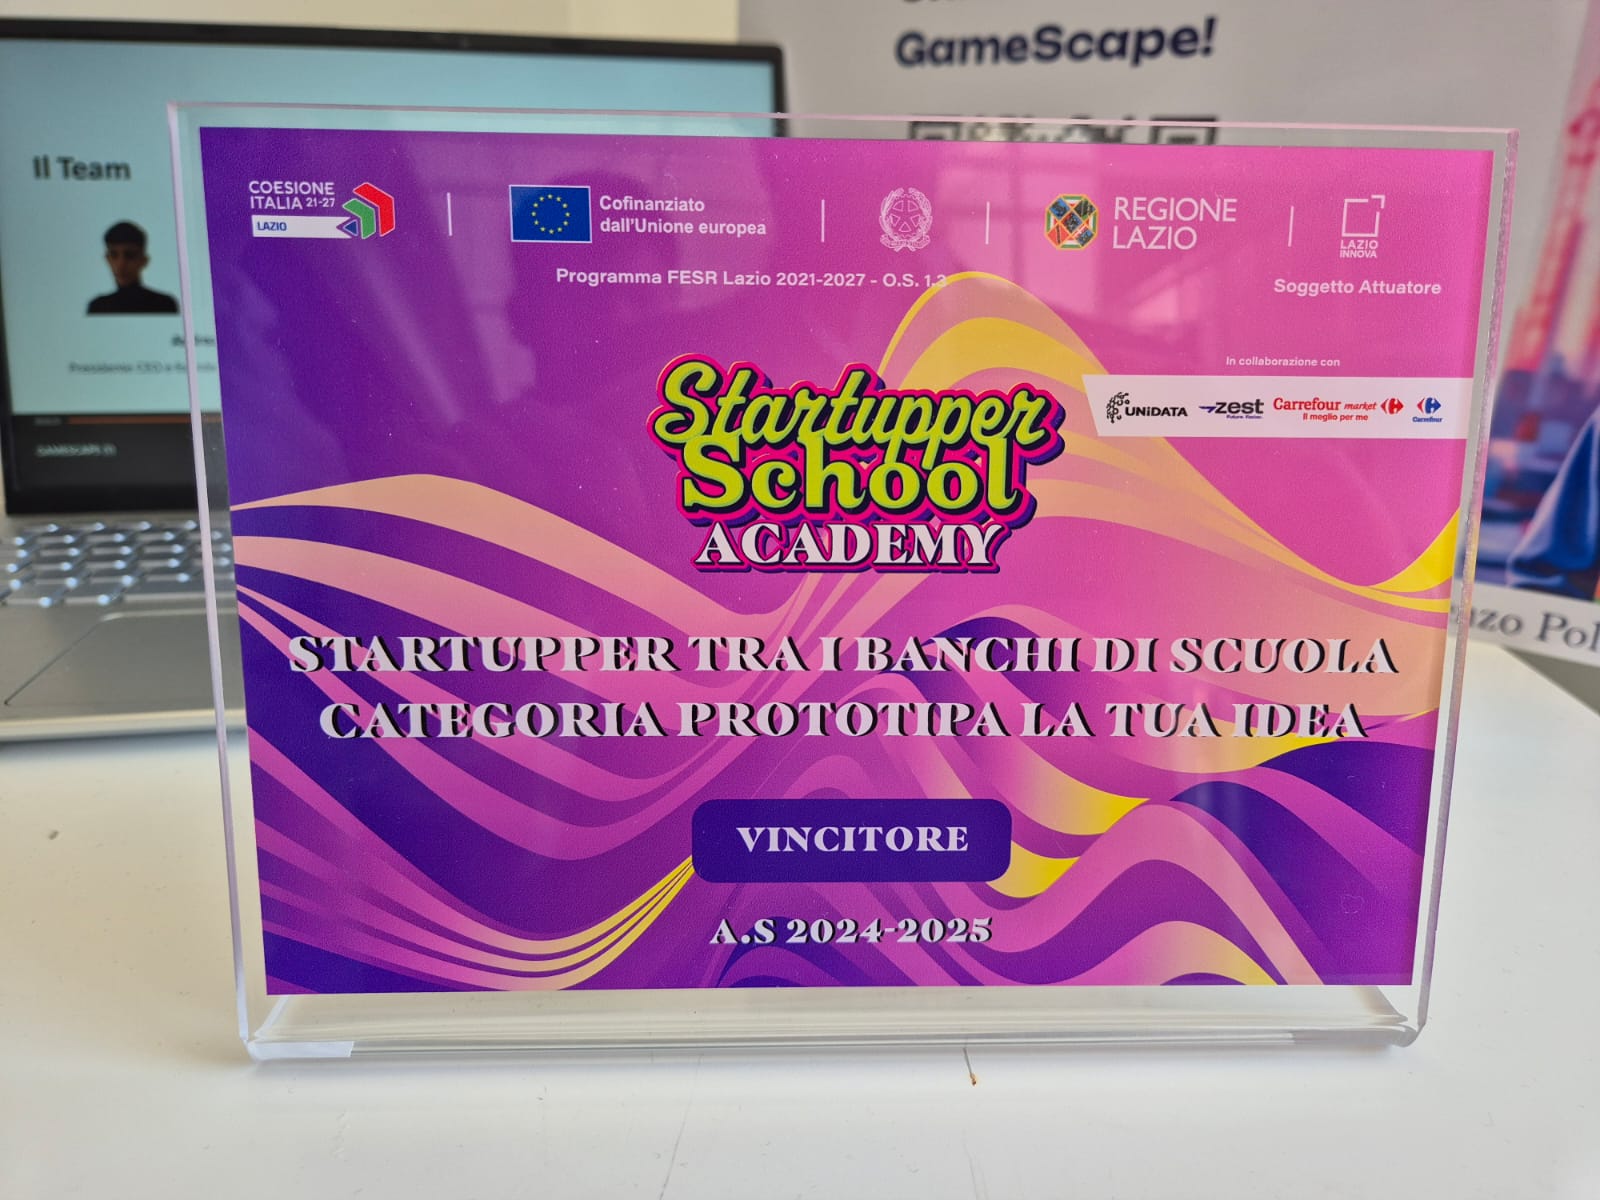 GameScape!
Il Team
COESIONE
ITALIA 21-27
LAZIO
Cofinanziato
dall'Unione europea
REGIONE
LAZIO
LAZIO
INNOVA
Programma FESR Lazio 2021-2027 - O.S. 1.3
Soggetto Attuatore
In collaborazione con
UNIDATA
zest
Carrefour market
Il meglio per me
Carrefour
Startupper
School
ACADEMY
STARTUPPER TRA I BANCHI DI SCUOLA
CATEGORIA PROTOTIPA LA TUA IDEA
VINCITORE
A.S 2024-2025